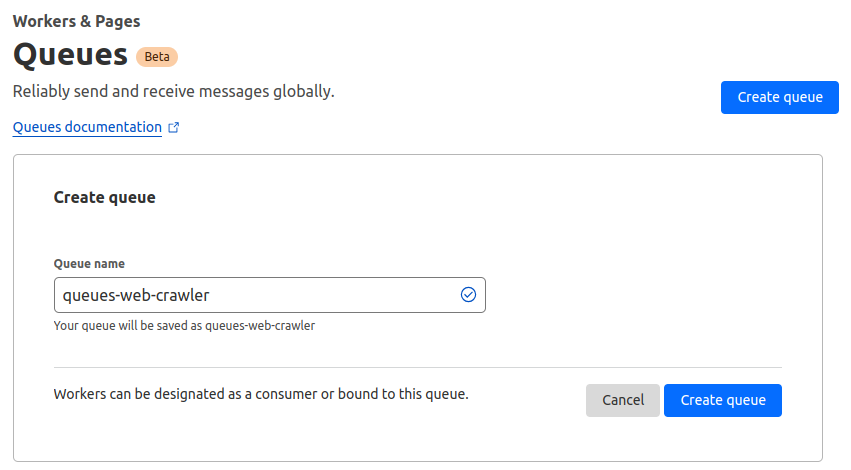 Workers & Pages
Queues Beta
Reliably send and receive messages globally.
Create queue
Queues documentation
Create queue
Queue name
queues-web-crawler
Your queue will be saved as queues-web-crawler
Workers can be designated as a consumer or bound to this queue.
Cancel Create queue